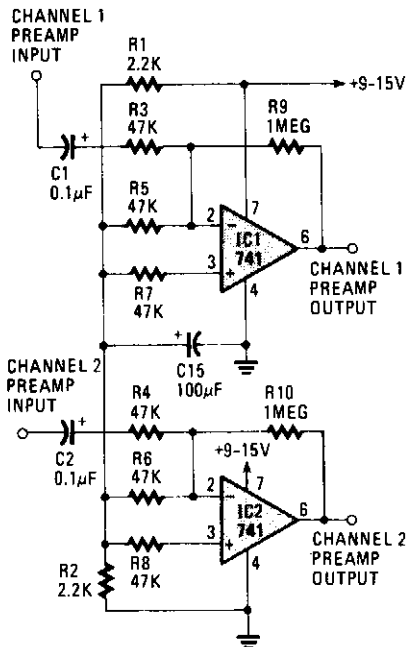 CHANNEL 1
PREAMP
INPUT
R1
2.2K
+9-15V
R3
47K
R9
1MEG
C1
0.1µF
+
R5
47K
2
-
7
IC1
741
6
3
+
4
R7
47K
CHANNEL 1
PREAMP
OUTPUT
+
C15
100µF
CHANNEL 2
PREAMP
INPUT
R4
47K
R10
1MEG
+
C2
0.1µF
+9-15V
R6
47K
2
-
7
IC2
741
6
3
+
4
R2
2.2K
R8
47K
CHANNEL 2
PREAMP
OUTPUT